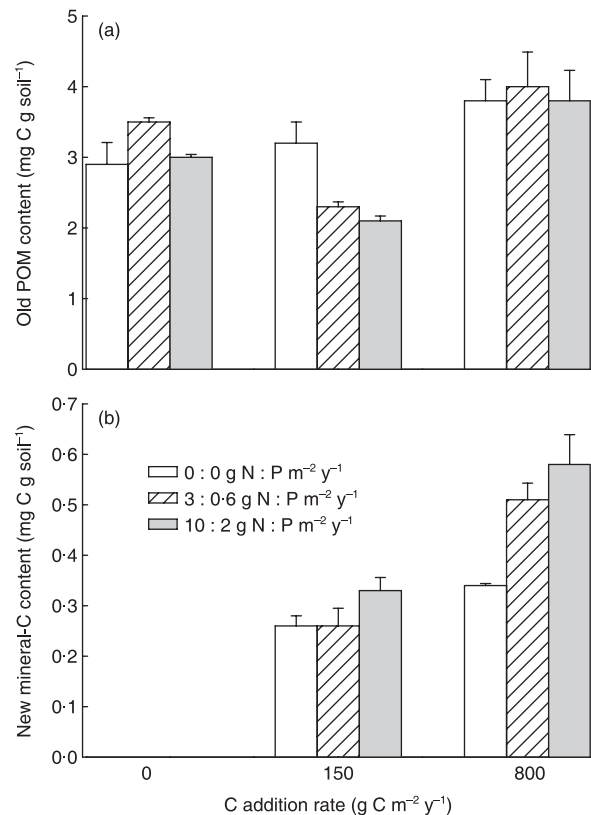 (a)
Old POM content (mg C g soil⁻¹)
5
4
3
2
1
0
(b)
New mineral-C content (mg C g soil⁻¹)
0·7
0·6
0·5
0·4
0·3
0·2
0·1
0·0
0 : 0 g N : P m⁻² y⁻¹
3 : 0·6 g N : P m⁻² y⁻¹
10 : 2 g N : P m⁻² y⁻¹
0 150 800
C addition rate (g C m⁻² y⁻¹)